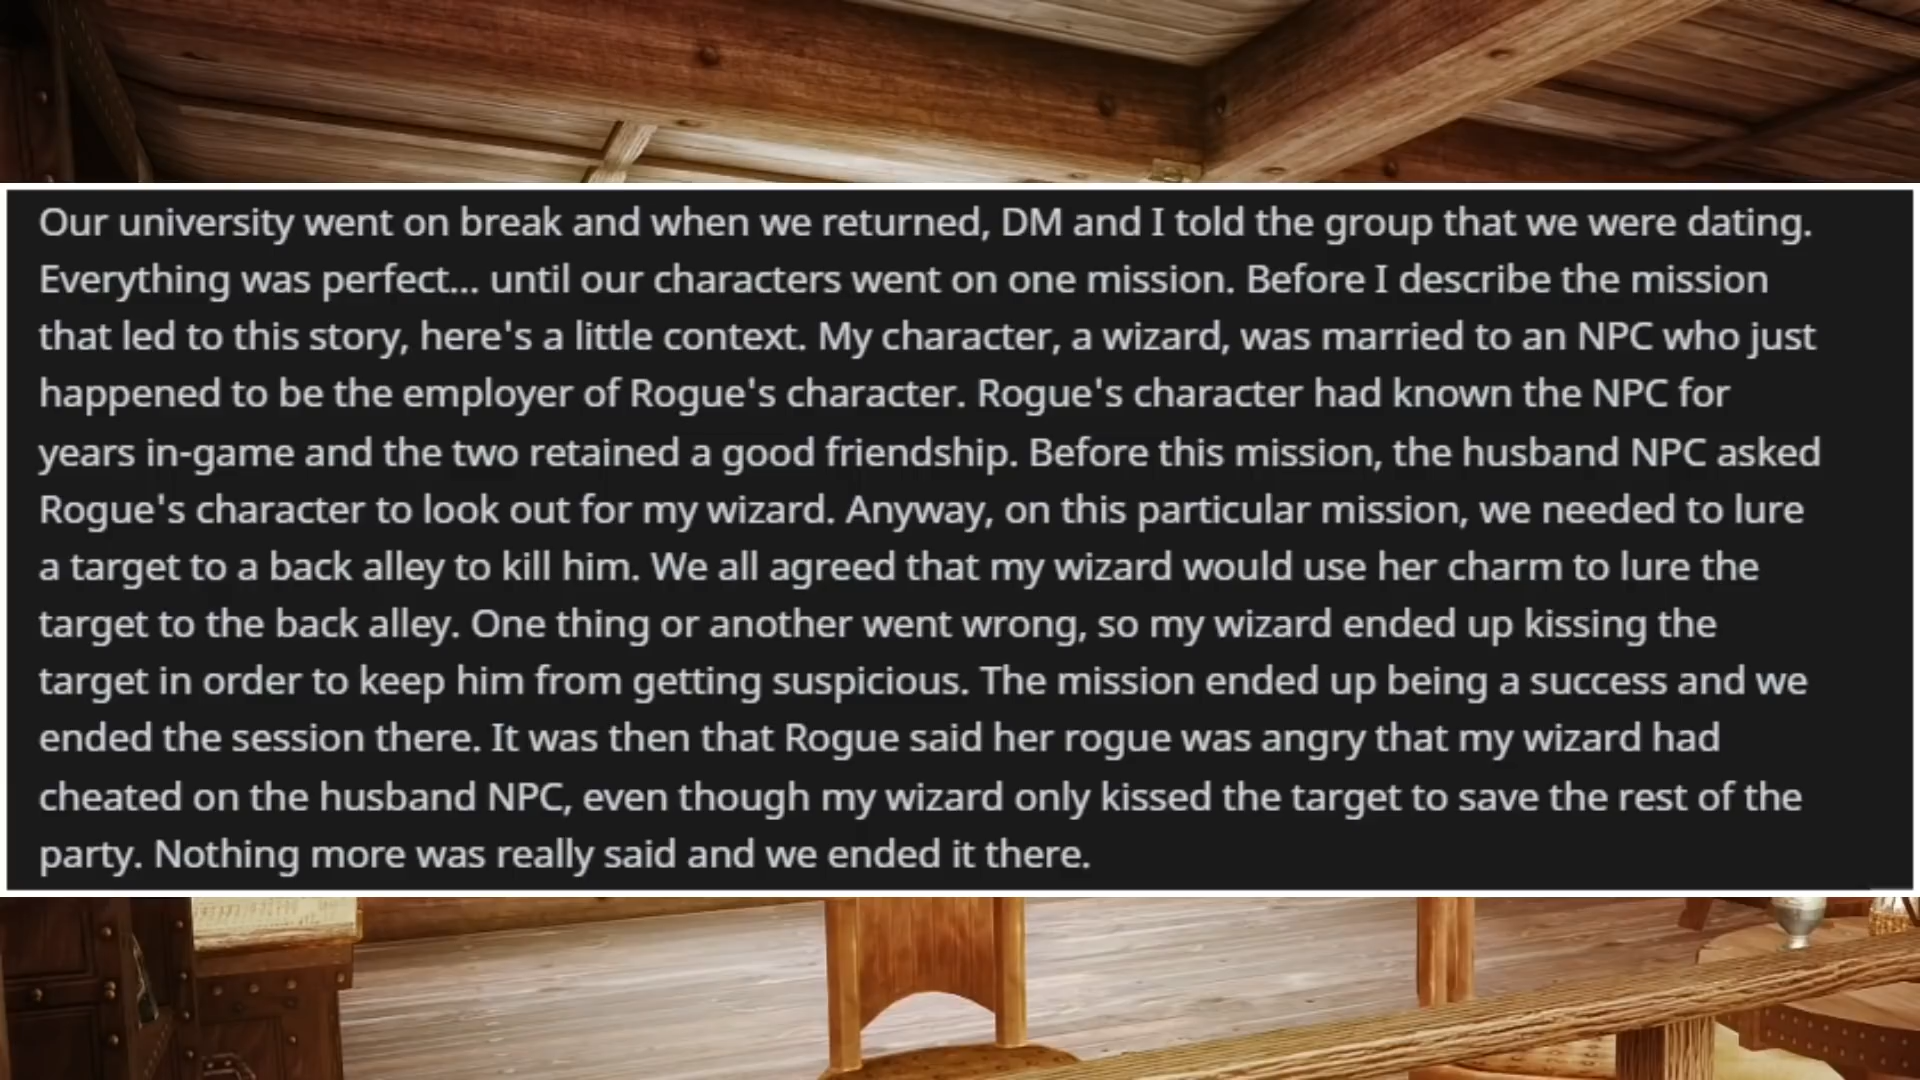 Our university went on break and when we returned, DM and I told the group that we were dating.
Everything was perfect... until our characters went on one mission. Before I describe the mission
that led to this story, here's a little context. My character, a wizard, was married to an NPC who just
happened to be the employer of Rogue's character. Rogue's character had known the NPC for
years in-game and the two retained a good friendship. Before this mission, the husband NPC asked
Rogue's character to look out for my wizard. Anyway, on this particular mission, we needed to lure
a target to a back alley to kill him. We all agreed that my wizard would use her charm to lure the
target to the back alley. One thing or another went wrong, so my wizard ended up kissing the
target in order to keep him from getting suspicious. The mission ended up being a success and we
ended the session there. It was then that Rogue said her rogue was angry that my wizard had
cheated on the husband NPC, even though my wizard only kissed the target to save the rest of the
party. Nothing more was really said and we ended it there.